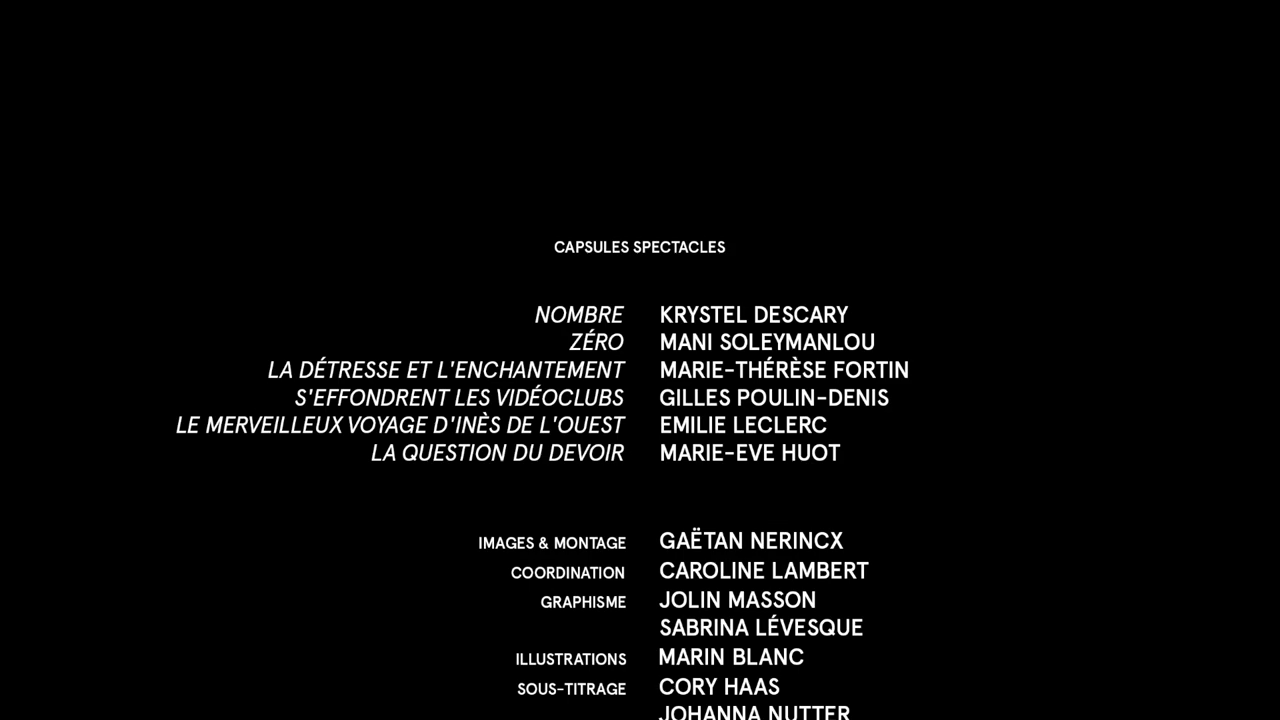 CAPSULES SPECTACLES
NOMBRE KRYSTEL DESCARY
ZÉRO MANI SOLEYMANLOU
LA DÉTRESSE ET L'ENCHANTEMENT MARIE-THÉRÈSE FORTIN
S'EFFONDRENT LES VIDÉOCLUBS GILLES POULIN-DENIS
LE MERVEILLEUX VOYAGE D'INÈS DE L'OUEST EMILIE LECLERC
LA QUESTION DU DEVOIR MARIE-EVE HUOT
IMAGES & MONTAGE GAËTAN NERINCX
COORDINATION CAROLINE LAMBERT
GRAPHISME JOLIN MASSON
SABRINA LÉVESQUE
ILLUSTRATIONS MARIN BLANC
SOUS-TITRAGE CORY HAAS
JOHANNA NUTTER